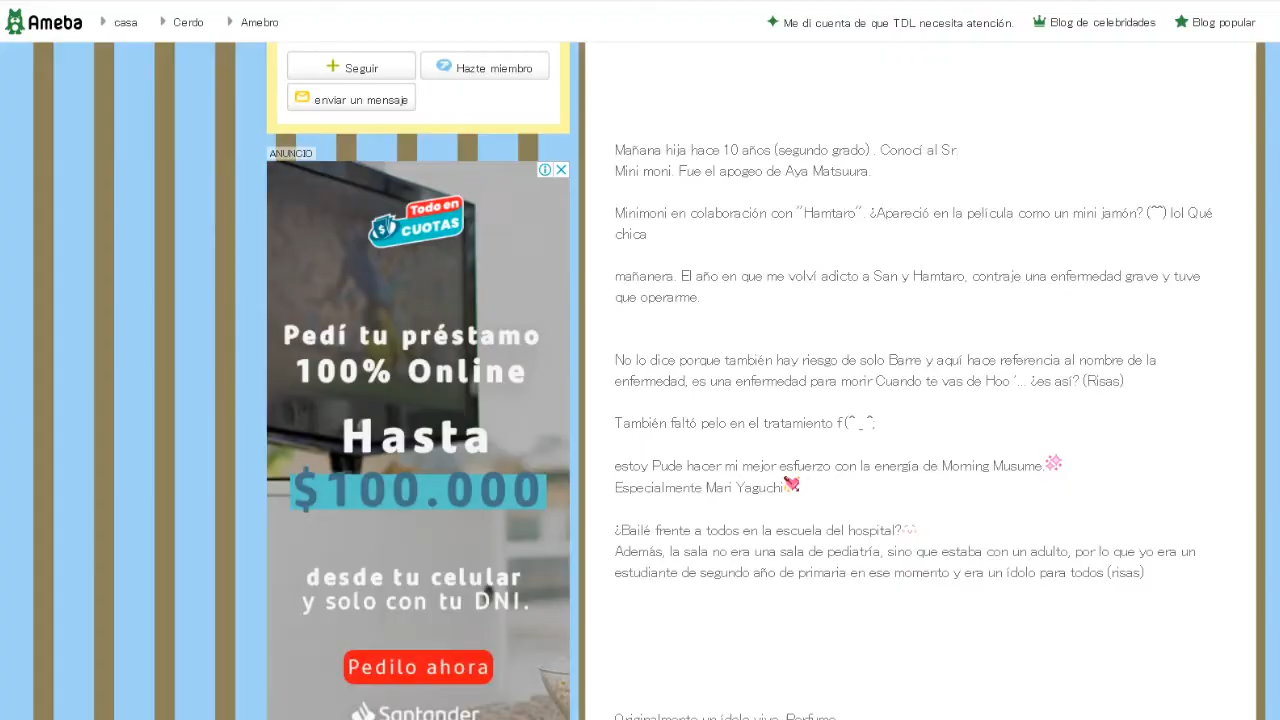 Ameba
casa
Cerdo
Amebro
Me di cuenta de que TDL necesita atención.
Blog de celebridades
Blog popular
Seguir
Hazte miembro
enviar un mensaje
ANUNCIO
Todo en
CUOTAS
Pedí tu préstamo
100% Online
Hasta
$100.000
desde tu celular
y solo con tu DNI.
Pedilo ahora
Santander
Mañana hija hace 10 años (segundo grado) . Conocí al Sr.
Mini moni. Fue el apogeo de Aya Matsuura.
Minimoni en colaboración con "Hamtaro". ¿Apareció en la película como un mini jamón? (^^) lol Qué
chica
mañanera. El año en que me volví adicto a San y Hamtaro, contraje una enfermedad grave y tuve
que operarme.
No lo dice porque también hay riesgo de solo Barre y aquí hace referencia al nombre de la
enfermedad, es una enfermedad para morir Cuando te vas de Hoo '... ¿es así? (Risas)
También faltó pelo en el tratamiento f(^ _ ^;
estoy Pude hacer mi mejor esfuerzo con la energía de Morning Musume.
Especialmente Mari Yaguchi
¿Bailé frente a todos en la escuela del hospital?
Además, la sala no era una sala de pediatría, sino que estaba con un adulto, por lo que yo era un
estudiante de segundo año de primaria en ese momento y era un ídolo para todos (risas)
Originalmente un ídolo vivo, Perfume